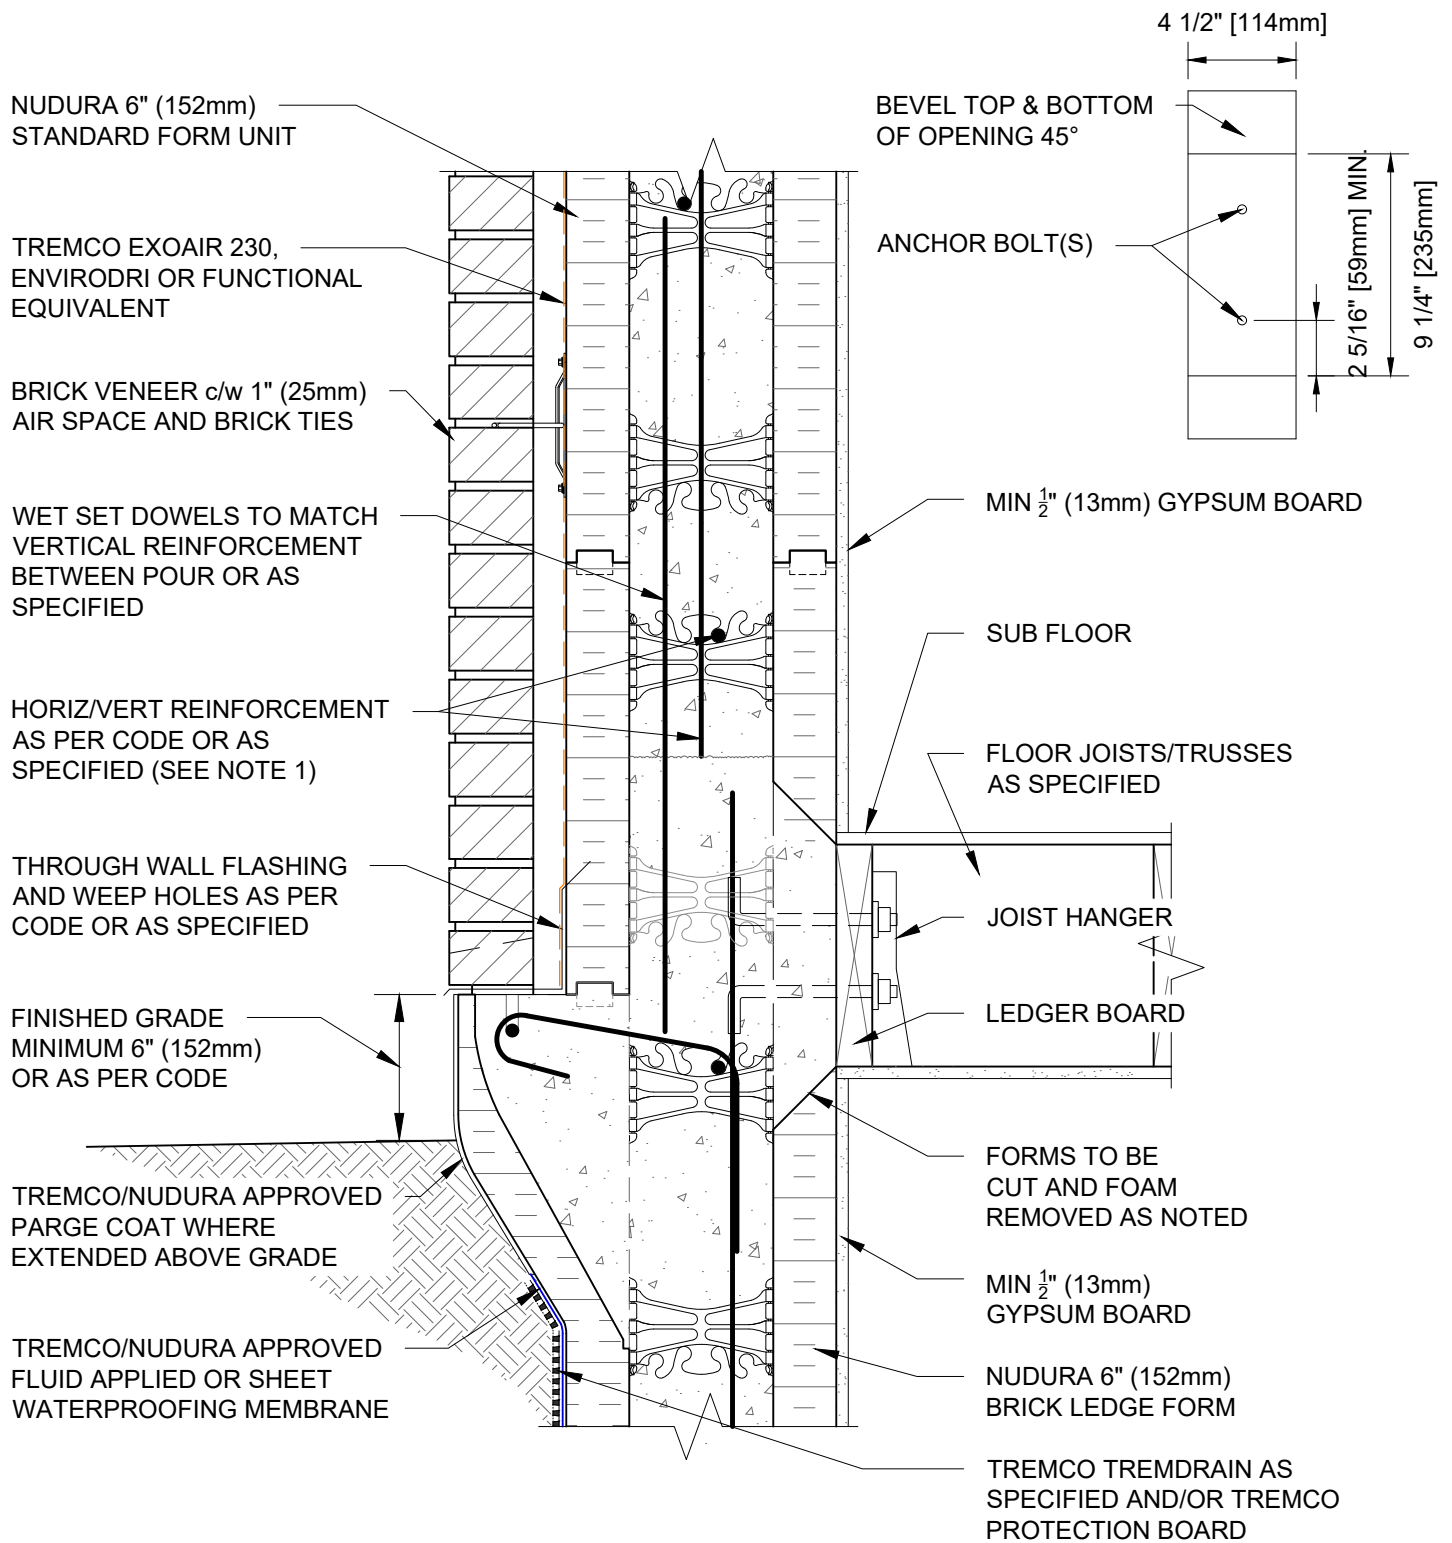 4 1/2" [114mm]
NUDURA 6" (152mm)
STANDARD FORM UNIT
BEVEL TOP & BOTTOM
OF OPENING 45°
2 5/16" [59mm] MIN.
9 1/4" [235mm]
ANCHOR BOLT(S)
TREMCO EXOAIR 230,
ENVIRODRI OR FUNCTIONAL
EQUIVALENT
BRICK VENEER c/w 1" (25mm)
AIR SPACE AND BRICK TIES
MIN 1/2" (13mm) GYPSUM BOARD
WET SET DOWELS TO MATCH
VERTICAL REINFORCEMENT
BETWEEN POUR OR AS
SPECIFIED
SUB FLOOR
HORIZ/VERT REINFORCEMENT
AS PER CODE OR AS
SPECIFIED (SEE NOTE 1)
FLOOR JOISTS/TRUSSES
AS SPECIFIED
THROUGH WALL FLASHING
AND WEEP HOLES AS PER
CODE OR AS SPECIFIED
JOIST HANGER
LEDGER BOARD
FINISHED GRADE
MINIMUM 6" (152mm)
OR AS PER CODE
FORMS TO BE
CUT AND FOAM
REMOVED AS NOTED
TREMCO/NUDURA APPROVED
PARGE COAT WHERE
EXTENDED ABOVE GRADE
MIN 1/2" (13mm)
GYPSUM BOARD
TREMCO/NUDURA APPROVED
FLUID APPLIED OR SHEET
WATERPROOFING MEMBRANE
NUDURA 6" (152mm)
BRICK LEDGE FORM
TREMCO TREMDRAIN AS
SPECIFIED AND/OR TREMCO
PROTECTION BOARD